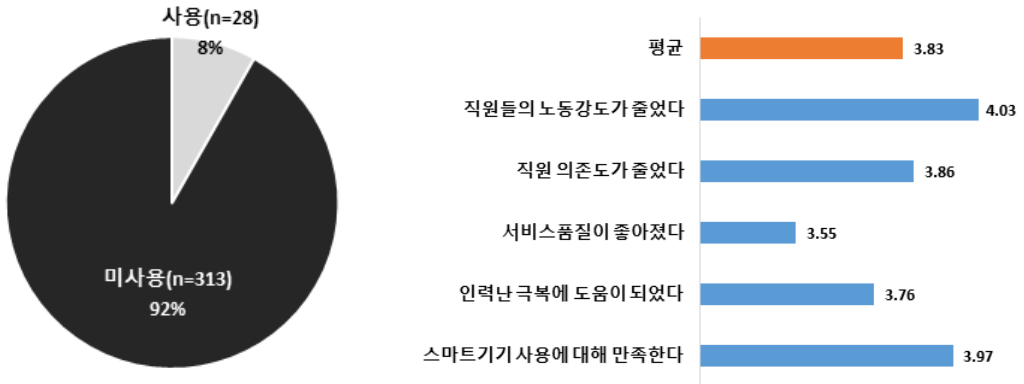 사용(n=28)
8%
미사용(n=313)
92%
평균
3.83
직원들의 노동강도가 줄었다
4.03
직원 의존도가 줄었다
3.86
서비스품질이 좋아졌다
3.55
인력난 극복에 도움이 되었다
3.76
스마트기기 사용에 대해 만족한다
3.97